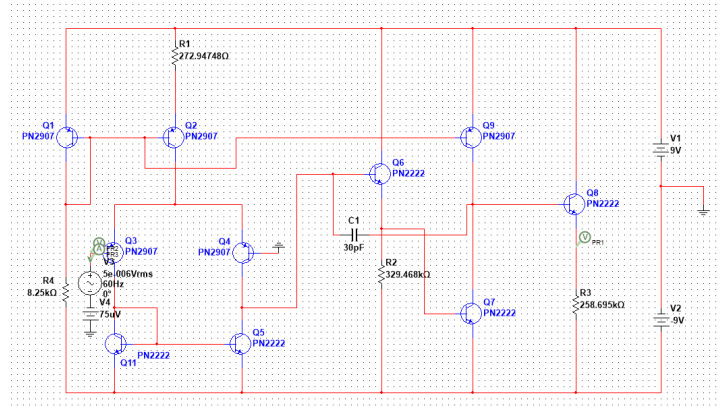 R1
272.94748Ω
Q1
PN2907
Q2
PN2907
Q9
PN2907
V1
9V
Q6
PN2222
Q8
PN2222
PR1
C1
30pF
Q3
PN2907
Q4
PN2907
PR2
PR3
V3
5e-006Vrms
60Hz
0°
R4
8.25kΩ
V4
75uV
R2
329.468kΩ
R3
258.695kΩ
Q7
PN2222
V2
-9V
Q5
PN2222
PN2222
Q11